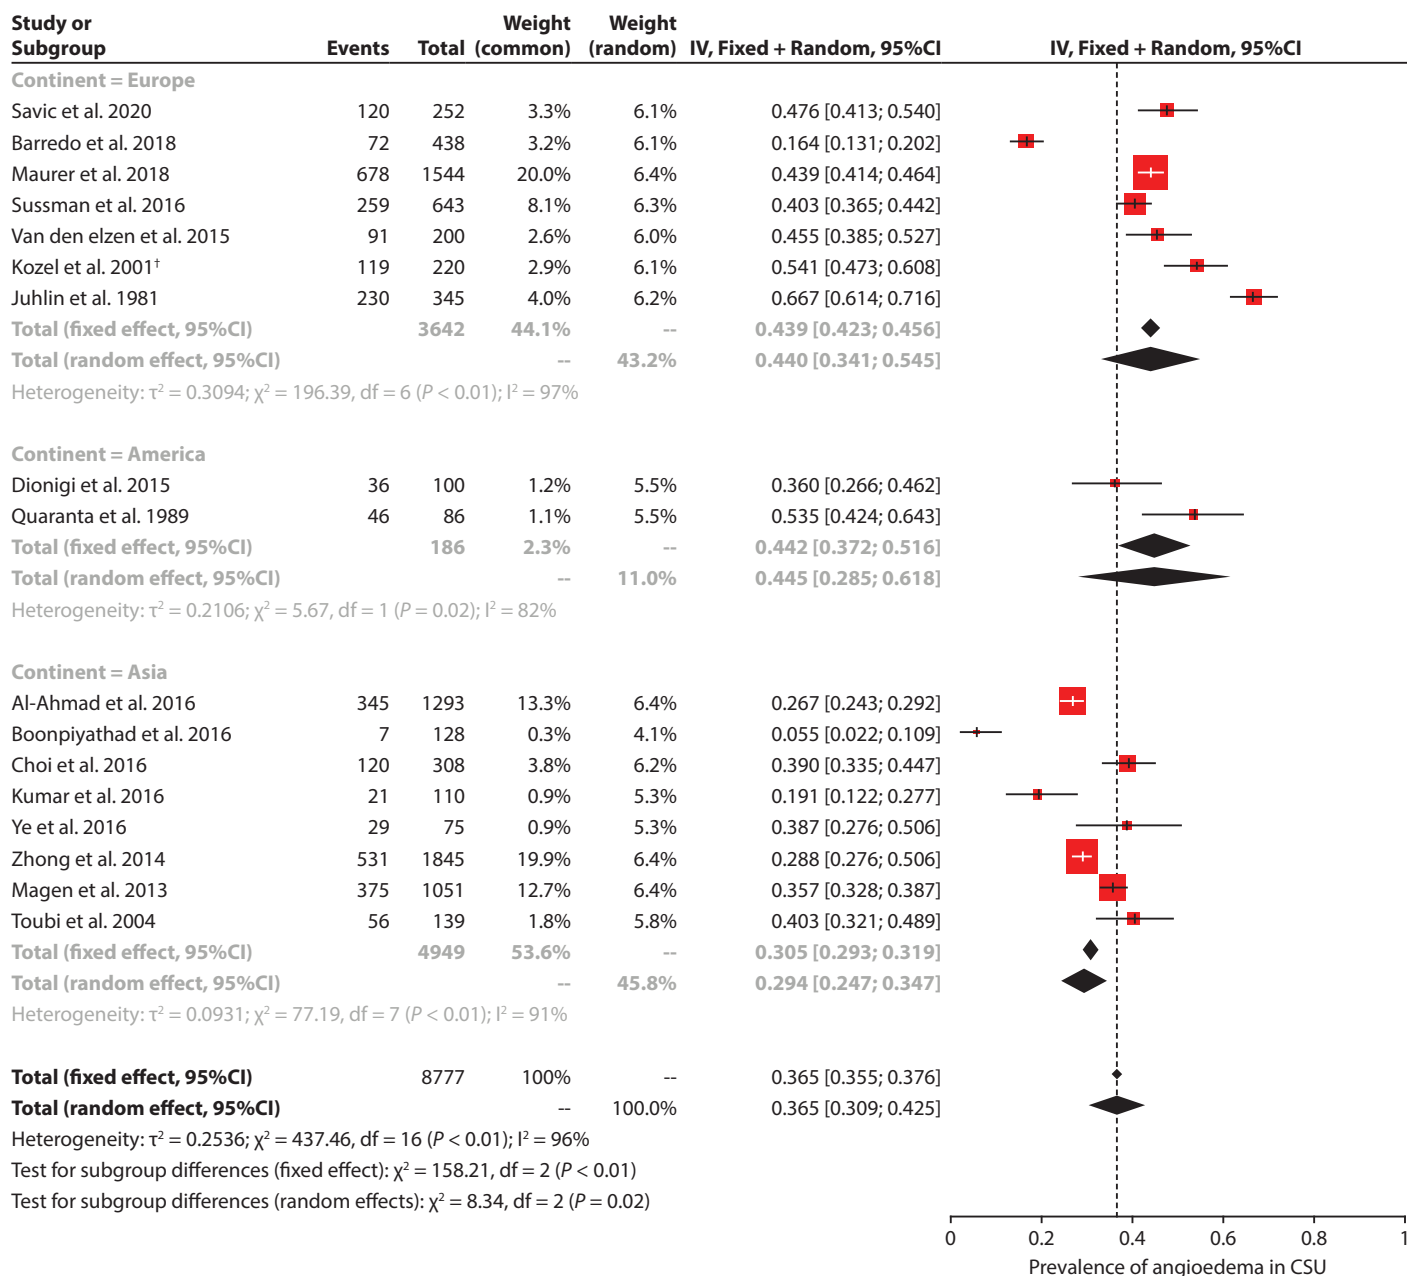 Study or Subgroup Events Total Weight (common) Weight (random) IV, Fixed + Random, 95%CI IV, Fixed + Random, 95%CI
Continent = Europe
Savic et al. 2020 120 252 3.3% 6.1% 0.476 [0.413; 0.540]
Barredo et al. 2018 72 438 3.2% 6.1% 0.164 [0.131; 0.202]
Maurer et al. 2018 678 1544 20.0% 6.4% 0.439 [0.414; 0.464]
Sussman et al. 2016 259 643 8.1% 6.3% 0.403 [0.365; 0.442]
Van den elzen et al. 2015 91 200 2.6% 6.0% 0.455 [0.385; 0.527]
Kozel et al. 2001† 119 220 2.9% 6.1% 0.541 [0.473; 0.608]
Juhlin et al. 1981 230 345 4.0% 6.2% 0.667 [0.614; 0.716]
Total (fixed effect, 95%CI) 3642 44.1% -- 0.439 [0.423; 0.456]
Total (random effect, 95%CI) -- 43.2% 0.440 [0.341; 0.545]
Heterogeneity: τ² = 0.3094; χ² = 196.39, df = 6 (P < 0.01); I² = 97%
Continent = America
Dionigi et al. 2015 36 100 1.2% 5.5% 0.360 [0.266; 0.462]
Quaranta et al. 1989 46 86 1.1% 5.5% 0.535 [0.424; 0.643]
Total (fixed effect, 95%CI) 186 2.3% -- 0.442 [0.372; 0.516]
Total (random effect, 95%CI) -- 11.0% 0.445 [0.285; 0.618]
Heterogeneity: τ² = 0.2106; χ² = 5.67, df = 1 (P = 0.02); I² = 82%
Continent = Asia
Al-Ahmad et al. 2016 345 1293 13.3% 6.4% 0.267 [0.243; 0.292]
Boonpiyathad et al. 2016 7 128 0.3% 4.1% 0.055 [0.022; 0.109]
Choi et al. 2016 120 308 3.8% 6.2% 0.390 [0.335; 0.447]
Kumar et al. 2016 21 110 0.9% 5.3% 0.191 [0.122; 0.277]
Ye et al. 2016 29 75 0.9% 5.3% 0.387 [0.276; 0.506]
Zhong et al. 2014 531 1845 19.9% 6.4% 0.288 [0.276; 0.506]
Magen et al. 2013 375 1051 12.7% 6.4% 0.357 [0.328; 0.387]
Toubi et al. 2004 56 139 1.8% 5.8% 0.403 [0.321; 0.489]
Total (fixed effect, 95%CI) 4949 53.6% -- 0.305 [0.293; 0.319]
Total (random effect, 95%CI) -- 45.8% 0.294 [0.247; 0.347]
Heterogeneity: τ² = 0.0931; χ² = 77.19, df = 7 (P < 0.01); I² = 91%
Total (fixed effect, 95%CI) 8777 100% -- 0.365 [0.355; 0.376]
Total (random effect, 95%CI) -- 100.0% 0.365 [0.309; 0.425]
Heterogeneity: τ² = 0.2536; χ² = 437.46, df = 16 (P < 0.01); I² = 96%
Test for subgroup differences (fixed effect): χ² = 158.21, df = 2 (P < 0.01)
Test for subgroup differences (random effects): χ² = 8.34, df = 2 (P = 0.02)
0 0.2 0.4 0.6 0.8 1
Prevalence of angioedema in CSU